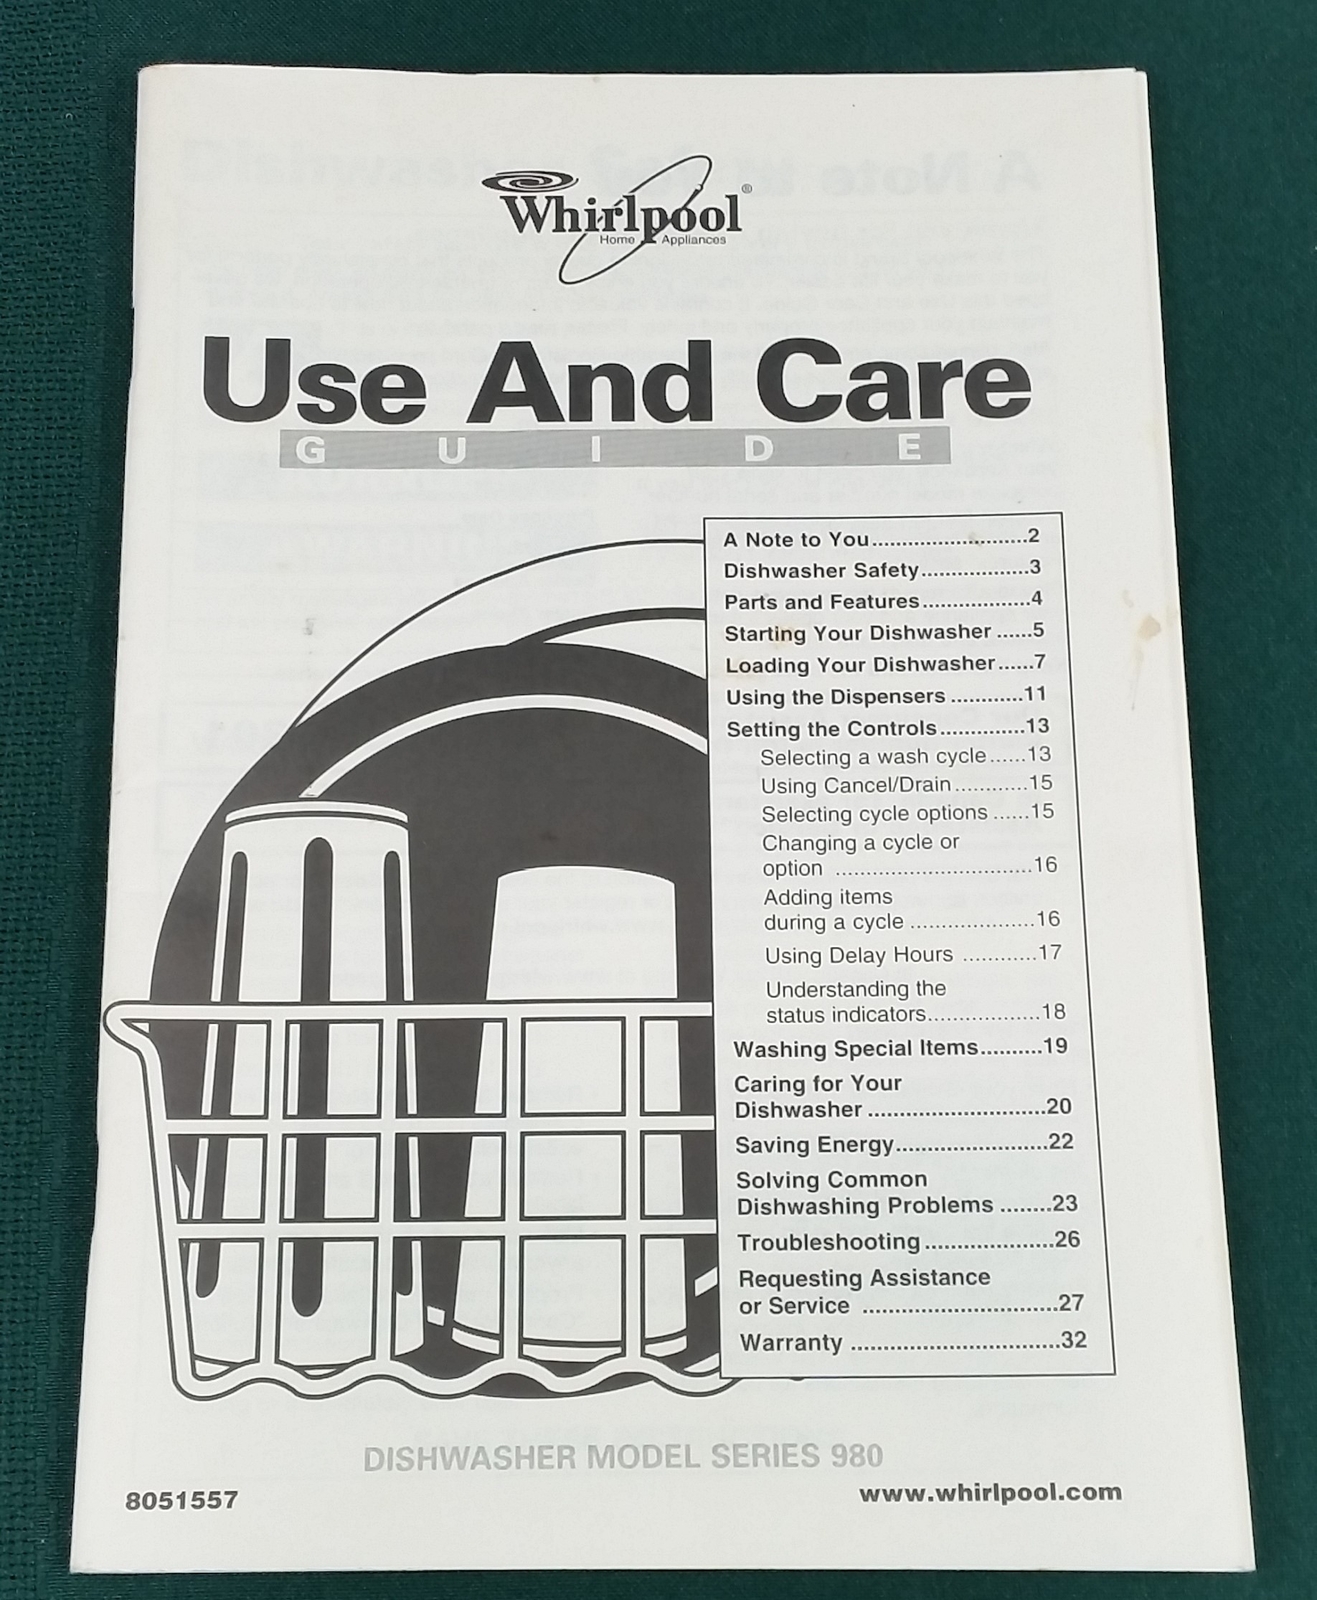 Whirlpool®
Home Appliances
Use And Care
GUIDE
A Note to You..........................2
Dishwasher Safety..................3
Parts and Features..................4
Starting Your Dishwasher ......5
Loading Your Dishwasher......7
Using the Dispensers ............11
Setting the Controls..............13
Selecting a wash cycle......13
Using Cancel/Drain............15
Selecting cycle options ......15
Changing a cycle or
option ................................16
Adding items
during a cycle ....................16
Using Delay Hours ............17
Understanding the
status indicators..................18
Washing Special Items..........19
Caring for Your
Dishwasher ............................20
Saving Energy........................22
Solving Common
Dishwashing Problems ........23
Troubleshooting ....................26
Requesting Assistance
or Service ..............................27
Warranty ................................32
DISHWASHER MODEL SERIES 980
8051557
www.whirlpool.com